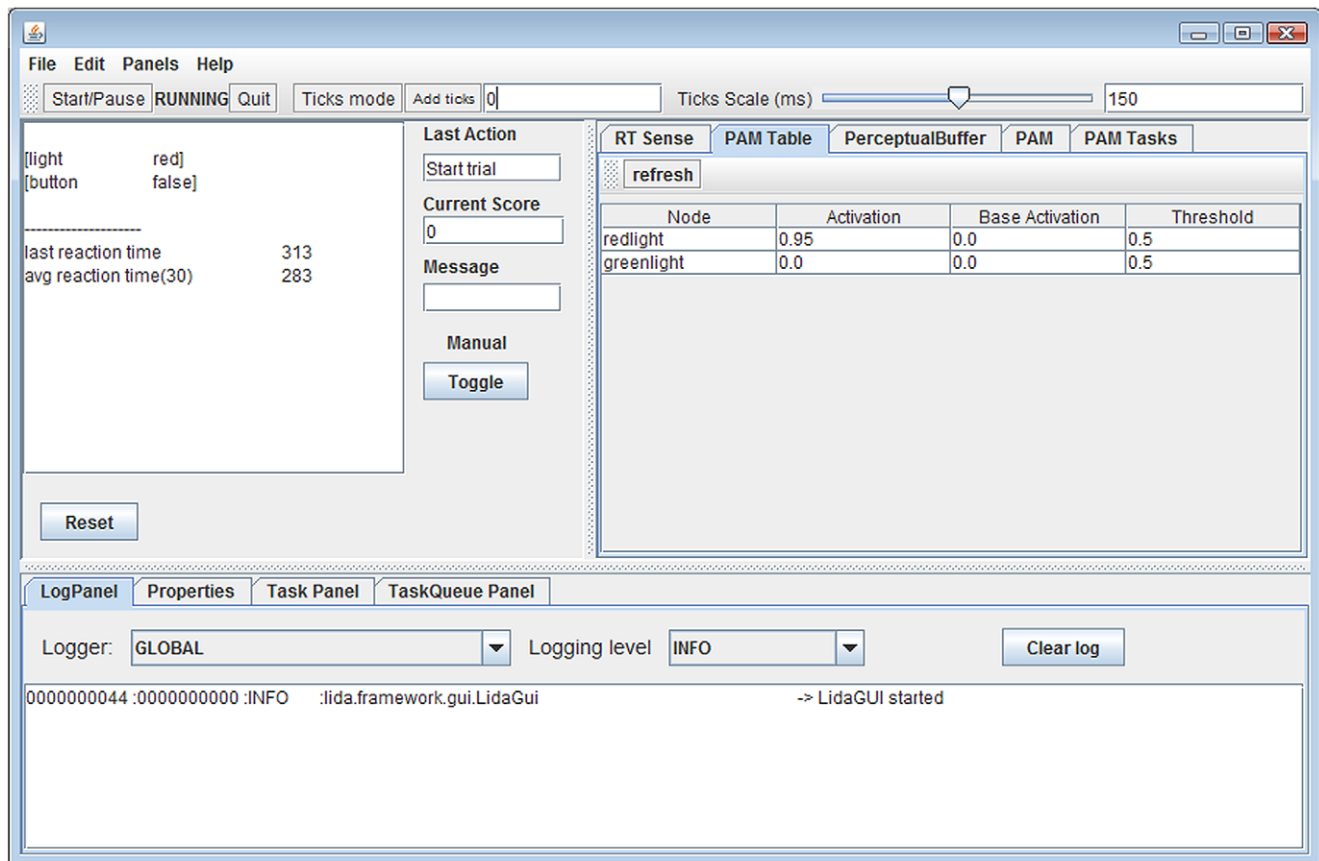 File Edit Panels Help
Start/Pause RUNNING Quit Ticks mode Add ticks 0 Ticks Scale (ms) 150
[light red]
[button false]
--------------------
last reaction time 313
avg reaction time(30) 283
Last Action
Start trial
Current Score
0
Message
Manual
Toggle
Reset
RT Sense PAM Table PerceptualBuffer PAM PAM Tasks
refresh
Node Activation Base Activation Threshold
redlight 0.95 0.0 0.5
greenlight 0.0 0.0 0.5
LogPanel Properties Task Panel TaskQueue Panel
Logger: GLOBAL Logging level INFO Clear log
0000000044 :0000000000 :INFO :lida.framework.gui.LidaGui -> LidaGUI started